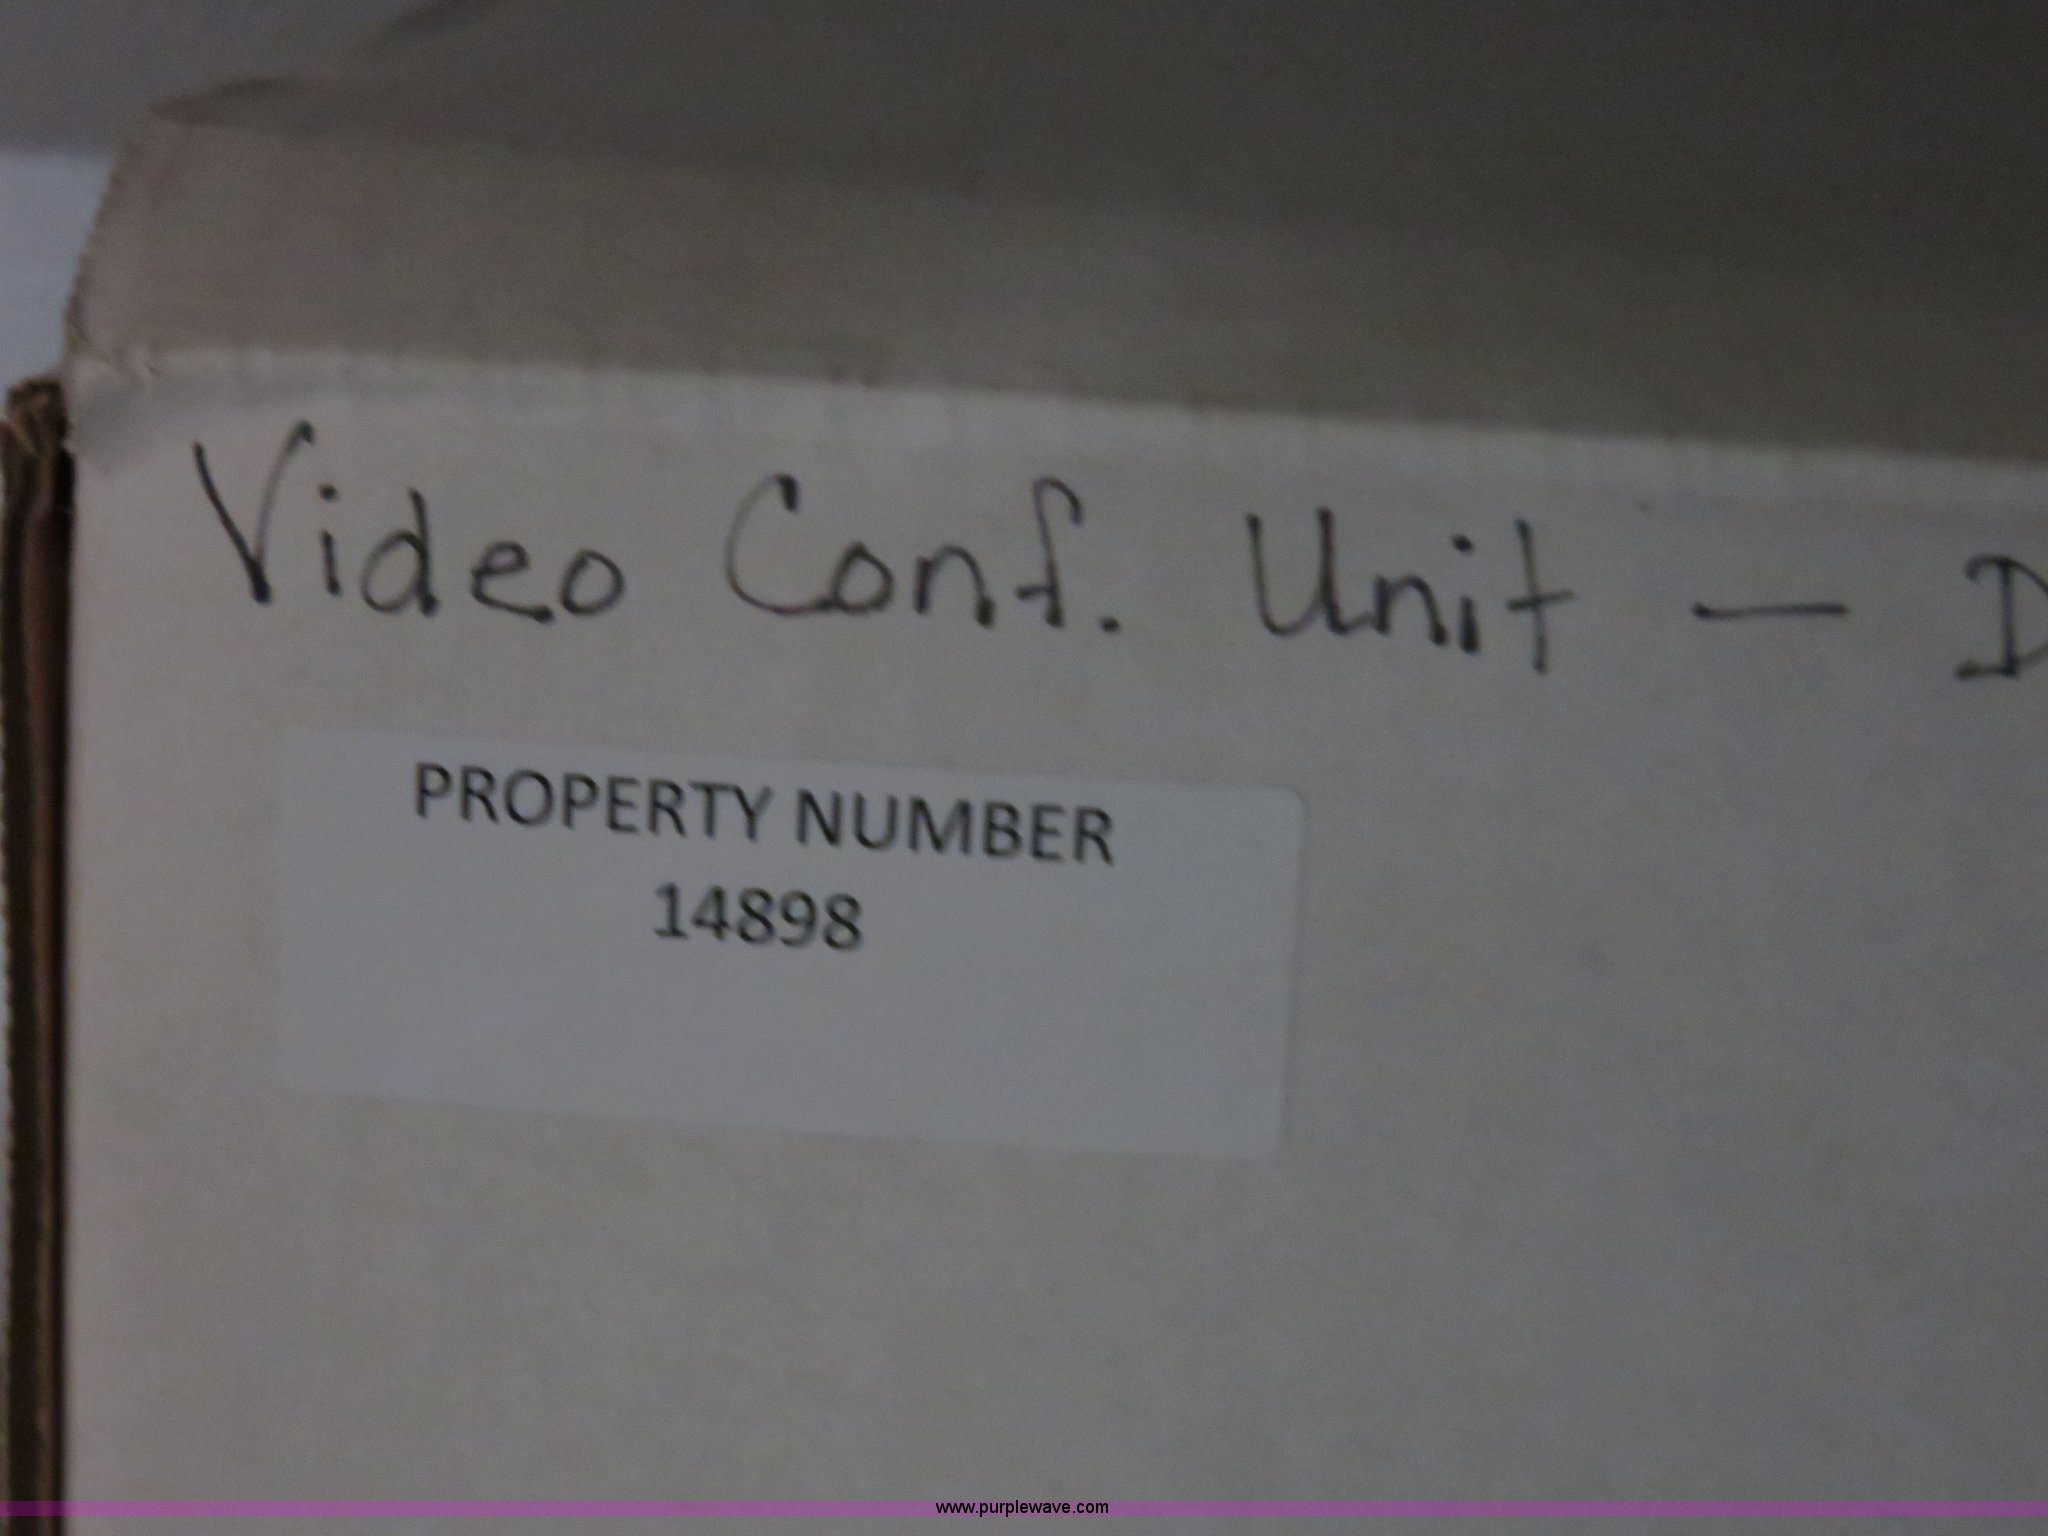 Video Conf. Unit — D
PROPERTY NUMBER
14898
www.purplewave.com